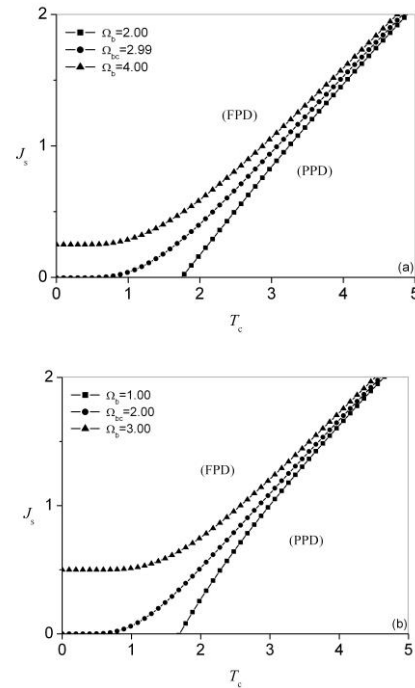 2
Ω_b=2.00
Ω_bc=2.99
Ω_b=4.00
(FPD)
J_s
1
(PPD)
0
(a)
0 1 2 3 4 5
T_c
2
Ω_b=1.00
Ω_bc=2.00
Ω_b=3.00
(FPD)
J_s
1
(PPD)
0
(b)
0 1 2 3 4 5
T_c